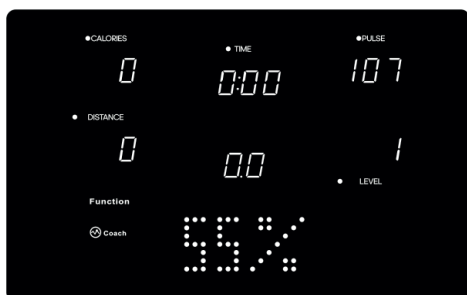 CALORIES
TIME
PULSE
0
0:00
107
DISTANCE
0
0.0
1
LEVEL
Function
Coach
55%